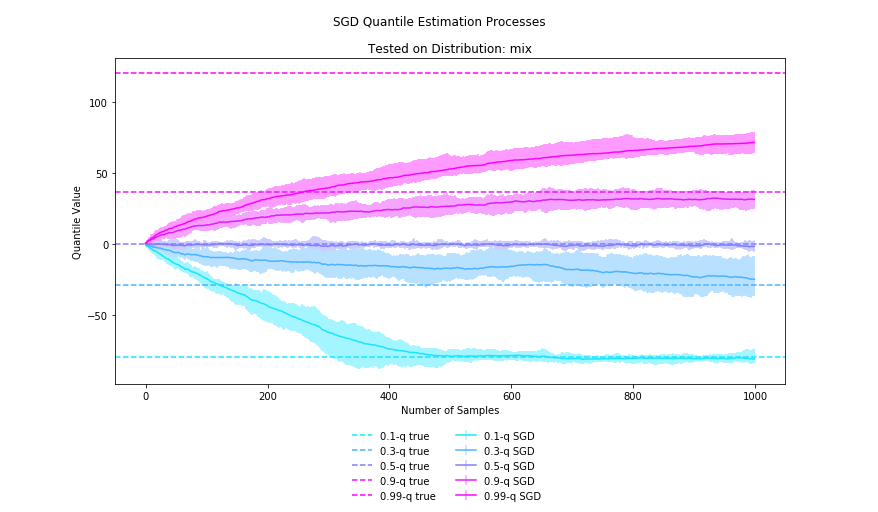 SGD Quantile Estimation Processes
Tested on Distribution: mix
100
50
0
−50
Quantile Value
0 200 400 600 800 1000
Number of Samples
0.1-q true 0.1-q SGD
0.3-q true 0.3-q SGD
0.5-q true 0.5-q SGD
0.9-q true 0.9-q SGD
0.99-q true 0.99-q SGD